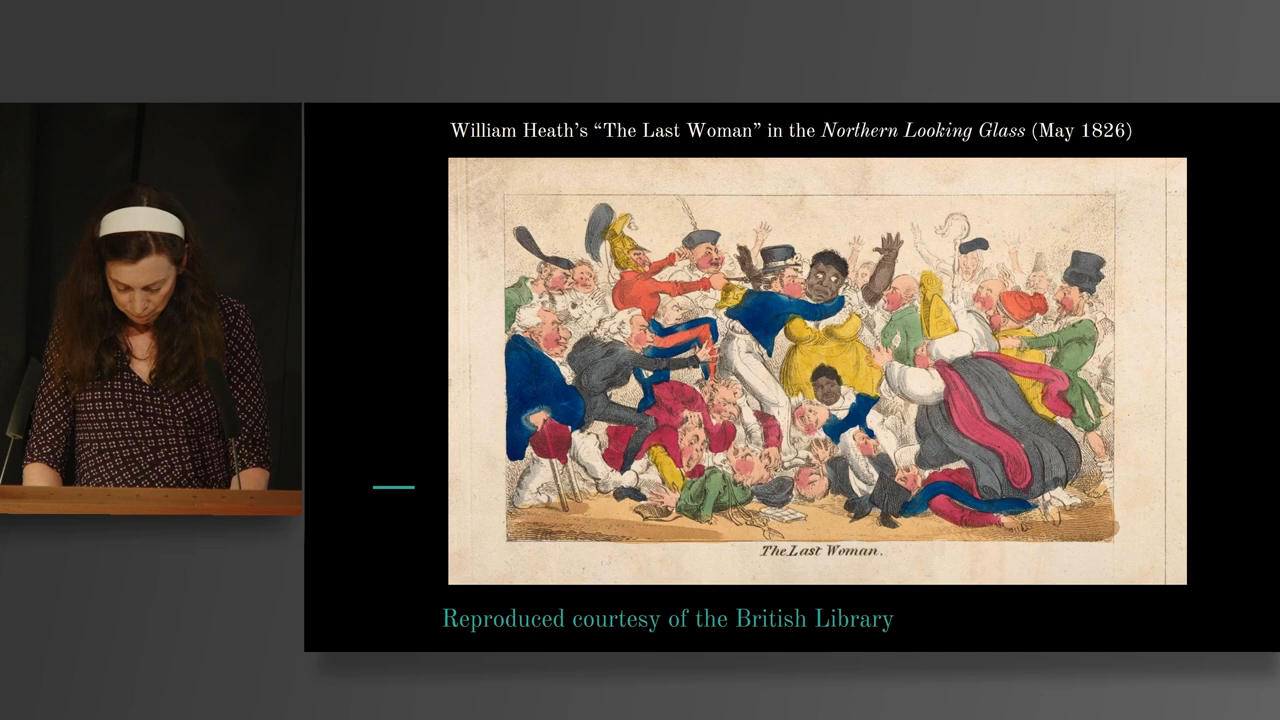 William Heath's “The Last Woman” in the Northern Looking Glass (May 1826)
The Last Woman.
Reproduced courtesy of the British Library